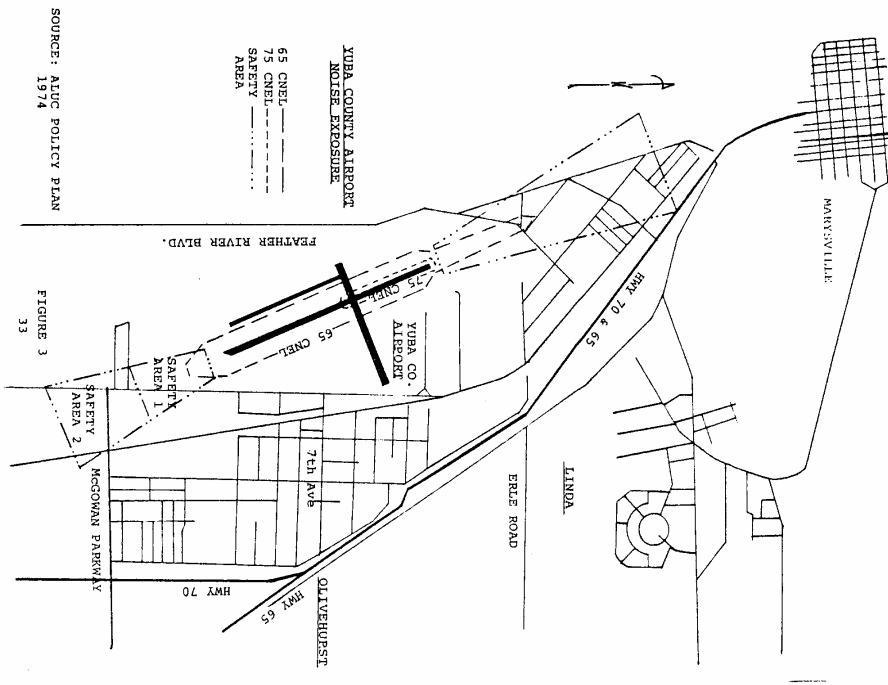 YUBA COUNTY AIRPORT
NOISE EXPOSURE
65 CNEL
75 CNEL
SAFETY
AREA
SOURCE: ALUC POLICY PLAN
1974
MARYSVILLE
FEATHER RIVER BLVD.
HWY 70 & 65
75 CNEL
65 CNEL
YUBA CO.
AIRPORT
LINDA
ERLE ROAD
SAFETY
AREA 1
SAFETY
AREA 2
7th Ave
McGOWAN PARKWAY
HWY 70
HWY 65
OLIVEHURST
FIGURE 3
33